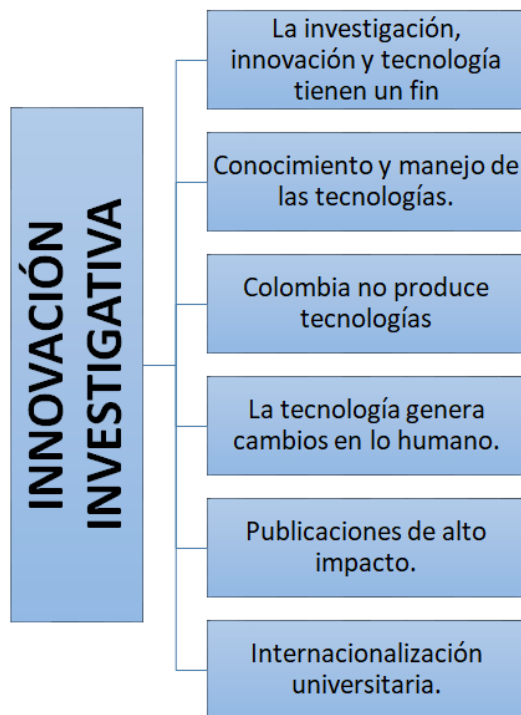 INNOVACIÓN
INVESTIGATIVA
La investigación,
innovación y tecnología
tienen un fin
Conocimiento y manejo de
las tecnologías.
Colombia no produce
tecnologías
La tecnología genera
cambios en lo humano.
Publicaciones de alto
impacto.
Internacionalización
universitaria.